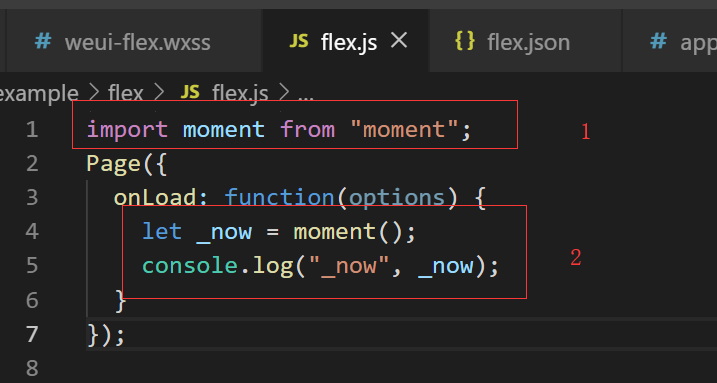 # weui-flex.wxss JS flex.js × {} flex.json # app
example > flex > JS flex.js > ...
1 import moment from "moment"; 1
2 Page({
3 onLoad: function(options) {
4 let _now = moment();
5 console.log("_now", _now); 2
6 }
7 });
8